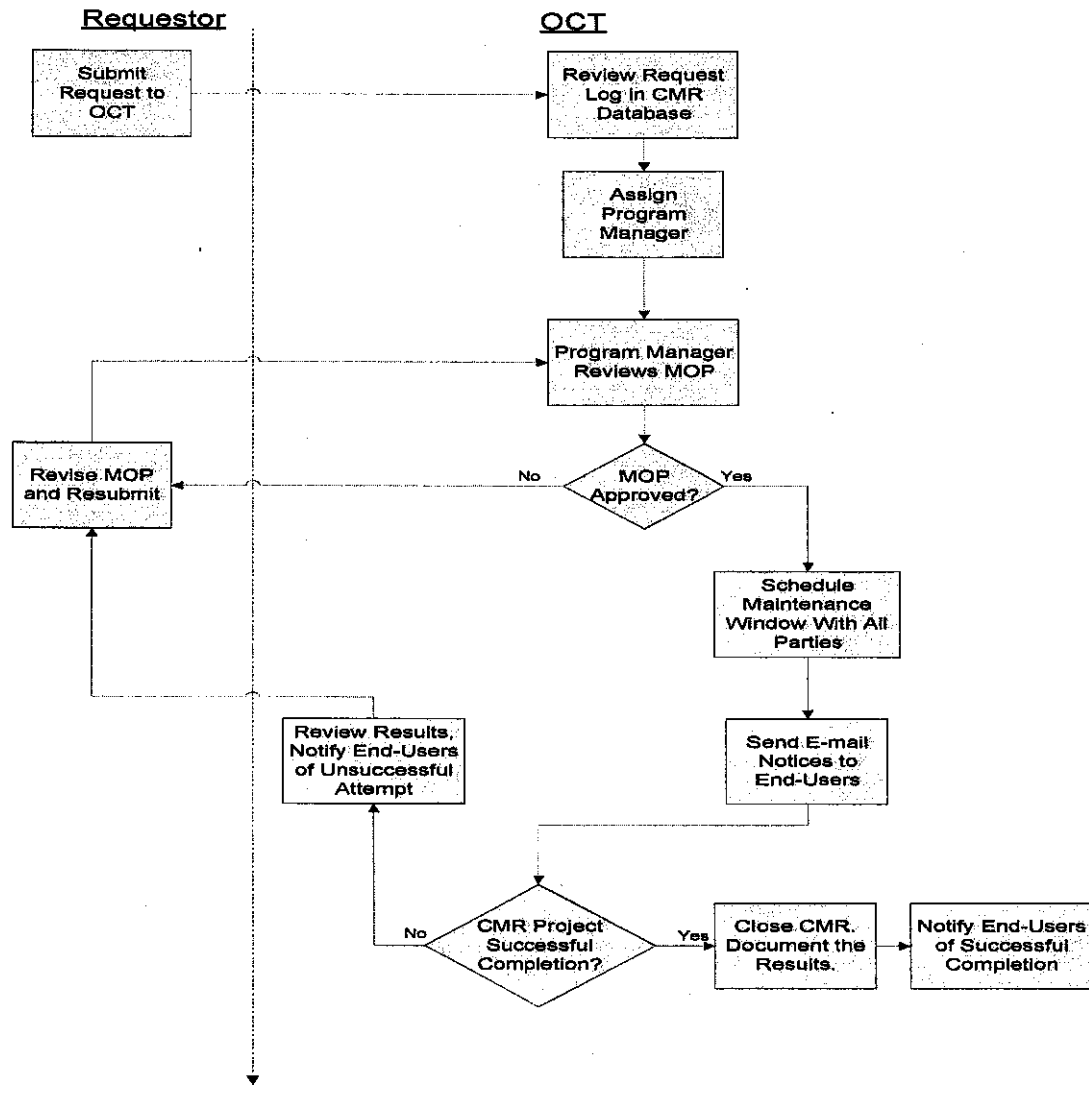 Requestor
OCT
Submit
Request to
OCT
Review Request
Log in CMR
Database
Assign
Program
Manager
Program Manager
Reviews MOP
Revise MOP
and Resubmit
No
MOP
Approved?
Yes
Schedule
Maintenance
Window With All
Parties
Review Results,
Notify End-Users
of Unsuccessful
Attempt
Send E-mail
Notices to
End-Users
No
CMR Project
Successful
Completion?
Yes
Close CMR.
Document the
Results.
Notify End-Users
of Successful
Completion